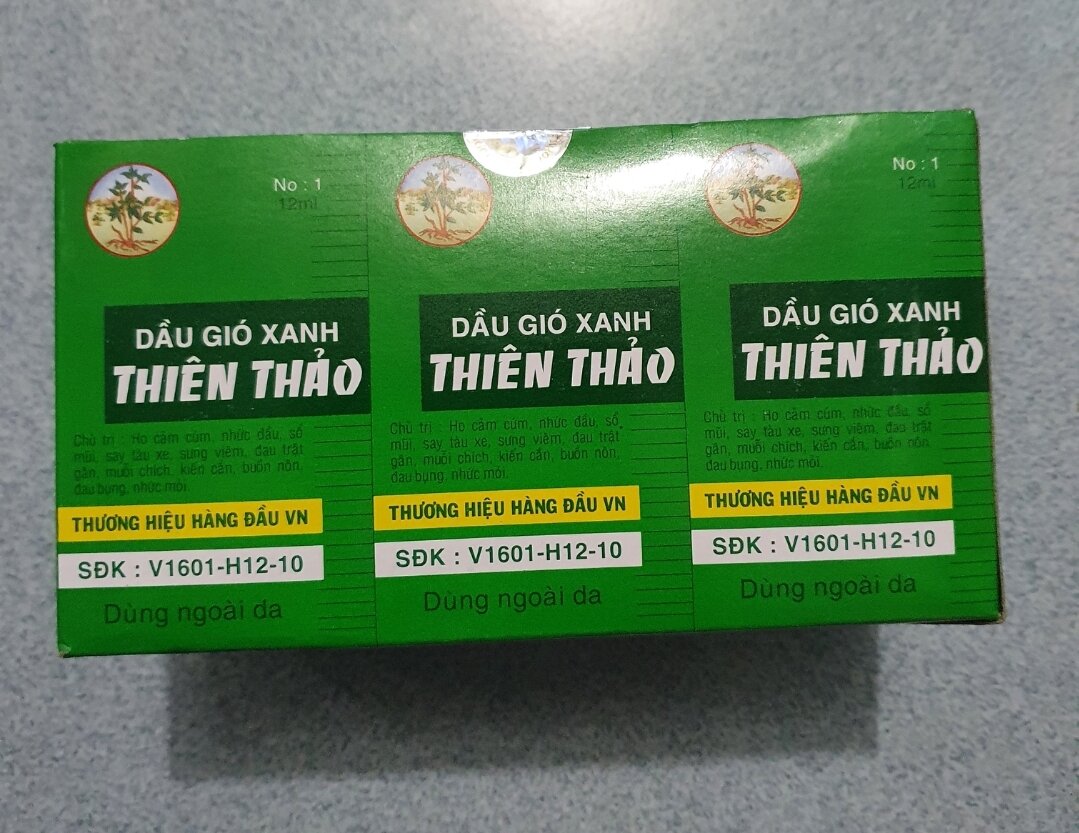 No : 1
12ml
DẦU GIÓ XANH
THIÊN THẢO
Chủ trị : Ho cảm cúm, nhức đầu, sổ
mũi, say tàu xe, sưng viêm, đau trặt
gân, muỗi chích, kiến cắn, buồn nôn,
đau bụng, nhức mỏi.
THƯƠNG HIỆU HÀNG ĐẦU VN
SĐK : V1601-H12-10
Dùng ngoài da
DẦU GIÓ XANH
THIÊN THẢO
Chủ trị : Ho cảm cúm, nhức đầu, sổ
mũi, say tàu xe, sưng viêm, đau trặt
gân, muỗi chích, kiến cắn, buồn nôn,
đau bụng, nhức mỏi.
THƯƠNG HIỆU HÀNG ĐẦU VN
SĐK : V1601-H12-10
Dùng ngoài da
No : 1
12ml
DẦU GIÓ XANH
THIÊN THẢO
Chủ trị : Ho cảm cúm, nhức đầu, sổ
mũi, say tàu xe, sưng viêm, đau trặt
gân, muỗi chích, kiến cắn, buồn nôn,
đau bụng, nhức mỏi.
THƯƠNG HIỆU HÀNG ĐẦU VN
SĐK : V1601-H12-10
Dùng ngoài da